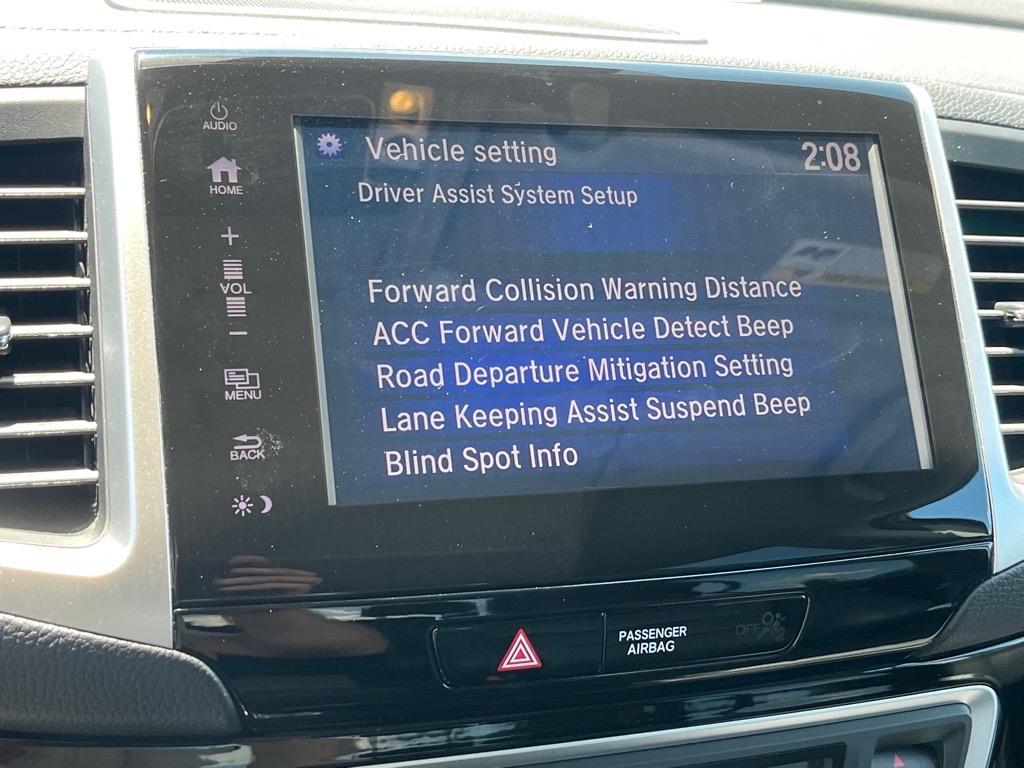 AUDIO
Vehicle setting
2:08
Driver Assist System Setup
HOME
+
VOL
−
Forward Collision Warning Distance
ACC Forward Vehicle Detect Beep
Road Departure Mitigation Setting
MENU
Lane Keeping Assist Suspend Beep
BACK
Blind Spot Info
PASSENGER
AIRBAG
OFF